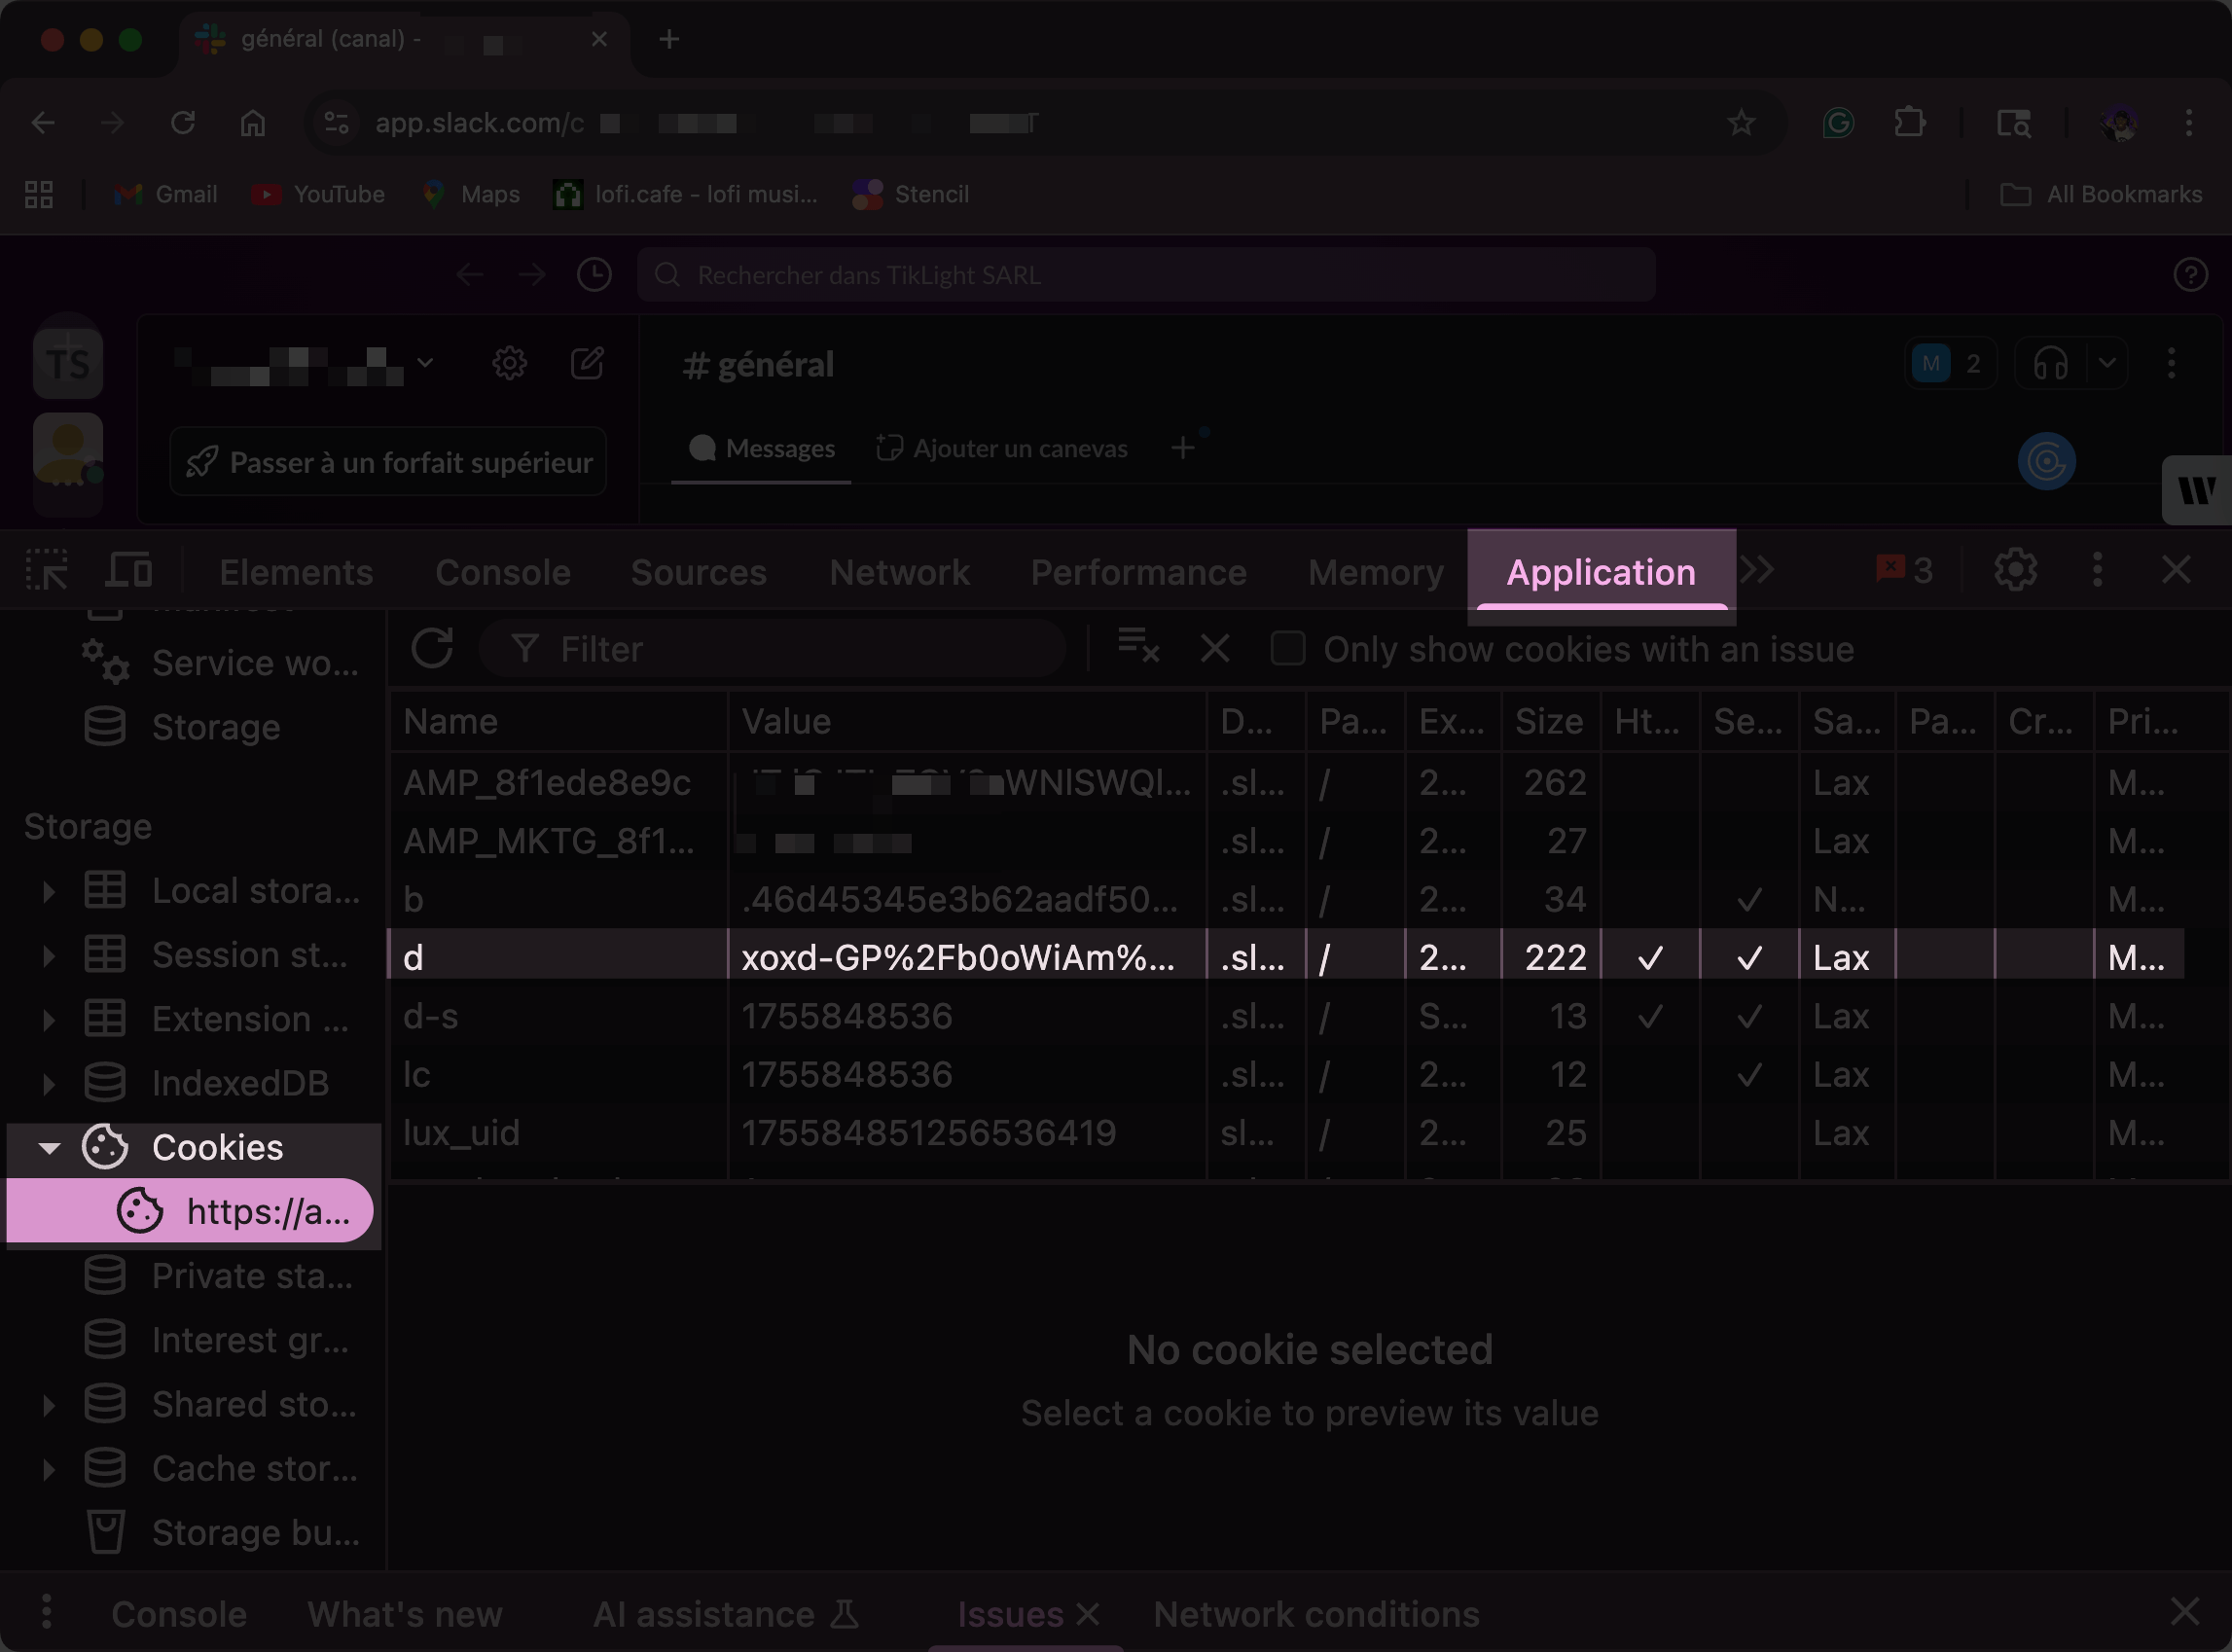 général (canal) -
app.slack.com/c
Gmail YouTube Maps lofi.cafe - lofi musi... Stencil All Bookmarks
Rechercher dans TikLight SARL
TS
# général M 2
Passer à un forfait supérieur
Messages Ajouter un canevas
Elements Console Sources Network Performance Memory Application 3
Service wo...
Storage
Storage
Local stora...
Session st...
Extension ...
IndexedDB
Cookies
https://a...
Private sta...
Interest gr...
Shared sto...
Cache stor...
Storage bu...
Filter Only show cookies with an issue
Name Value D... Pa... Ex... Size Ht... Se... Sa... Pa... Cr... Pri...
AMP_8f1ede8e9c WNlSWQl... .sl... / 2... 262 Lax M...
AMP_MKTG_8f1... .sl... / 2... 27 Lax M...
b .46d45345e3b62aadf50... .sl... / 2... 34 ✓ N... M...
d xoxd-GP%2Fb0oWiAm%... .sl... / 2... 222 ✓ ✓ Lax M...
d-s 1755848536 .sl... / S... 13 ✓ ✓ Lax M...
lc 1755848536 .sl... / 2... 12 ✓ Lax M...
lux_uid 175584851256536419 sl... / 2... 25 Lax M...
No cookie selected
Select a cookie to preview its value
Console What's new AI assistance Issues Network conditions